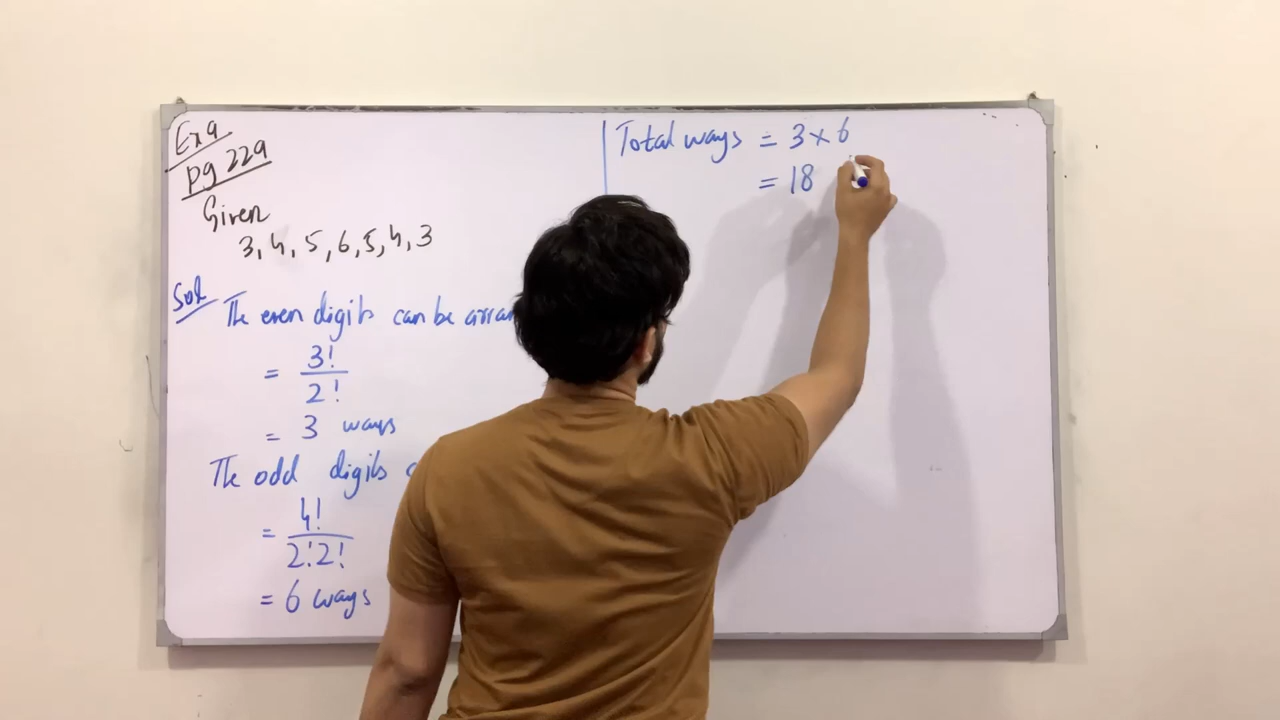 Ex 9
pg 229
Given
3, 4, 5, 6, 5, 4, 3
Sol
The even digits can be
= 3!
2!
= 3 ways
The odd digits
= 4!
2!2!
= 6 ways
Total ways = 3 × 6
= 18